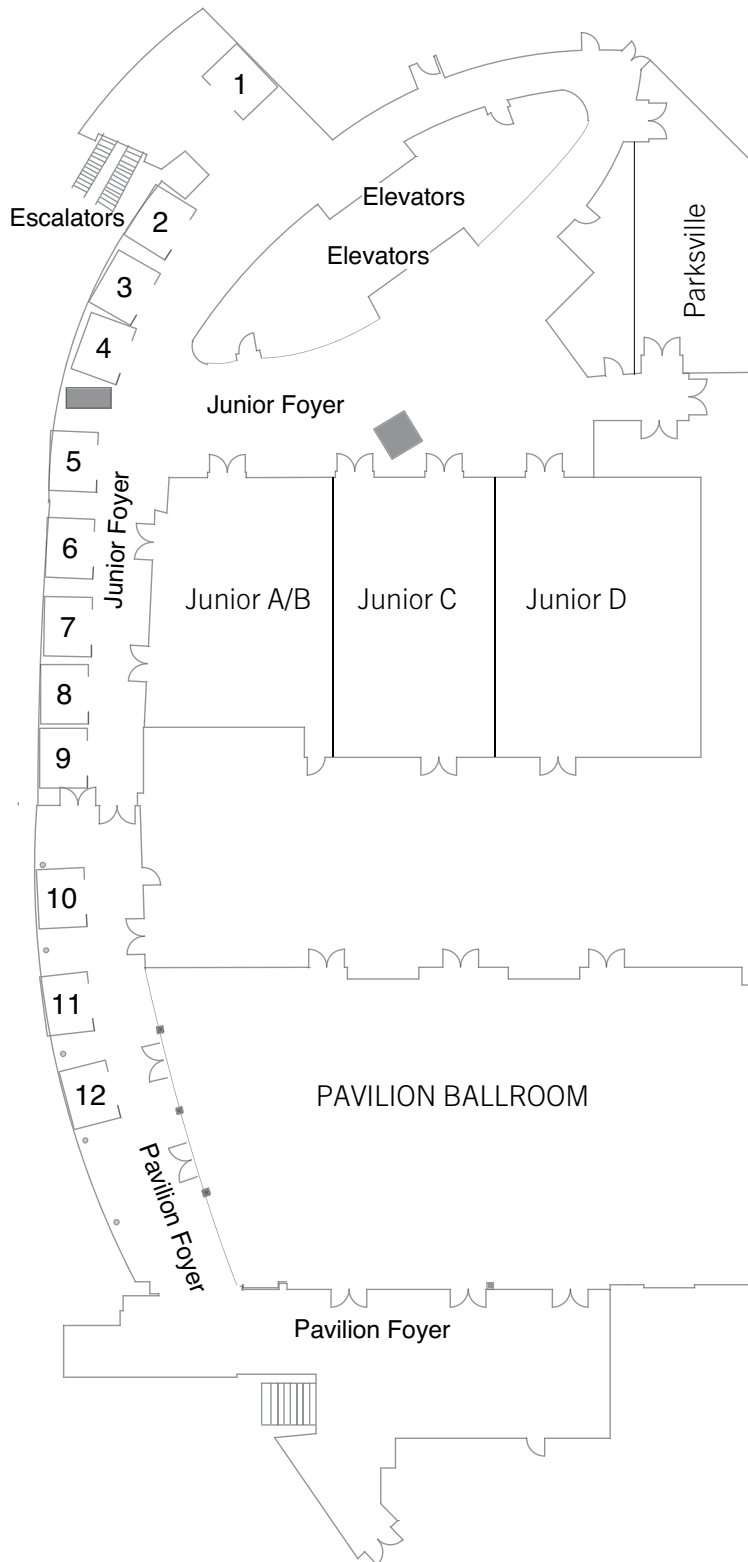 1
Elevators
Escalators
2
Elevators
3
Parksville
4
Junior Foyer
5
Junior Foyer
6
Junior A/B
Junior C
Junior D
7
8
9
10
11
12
PAVILION BALLROOM
Pavilion Foyer
Pavilion Foyer